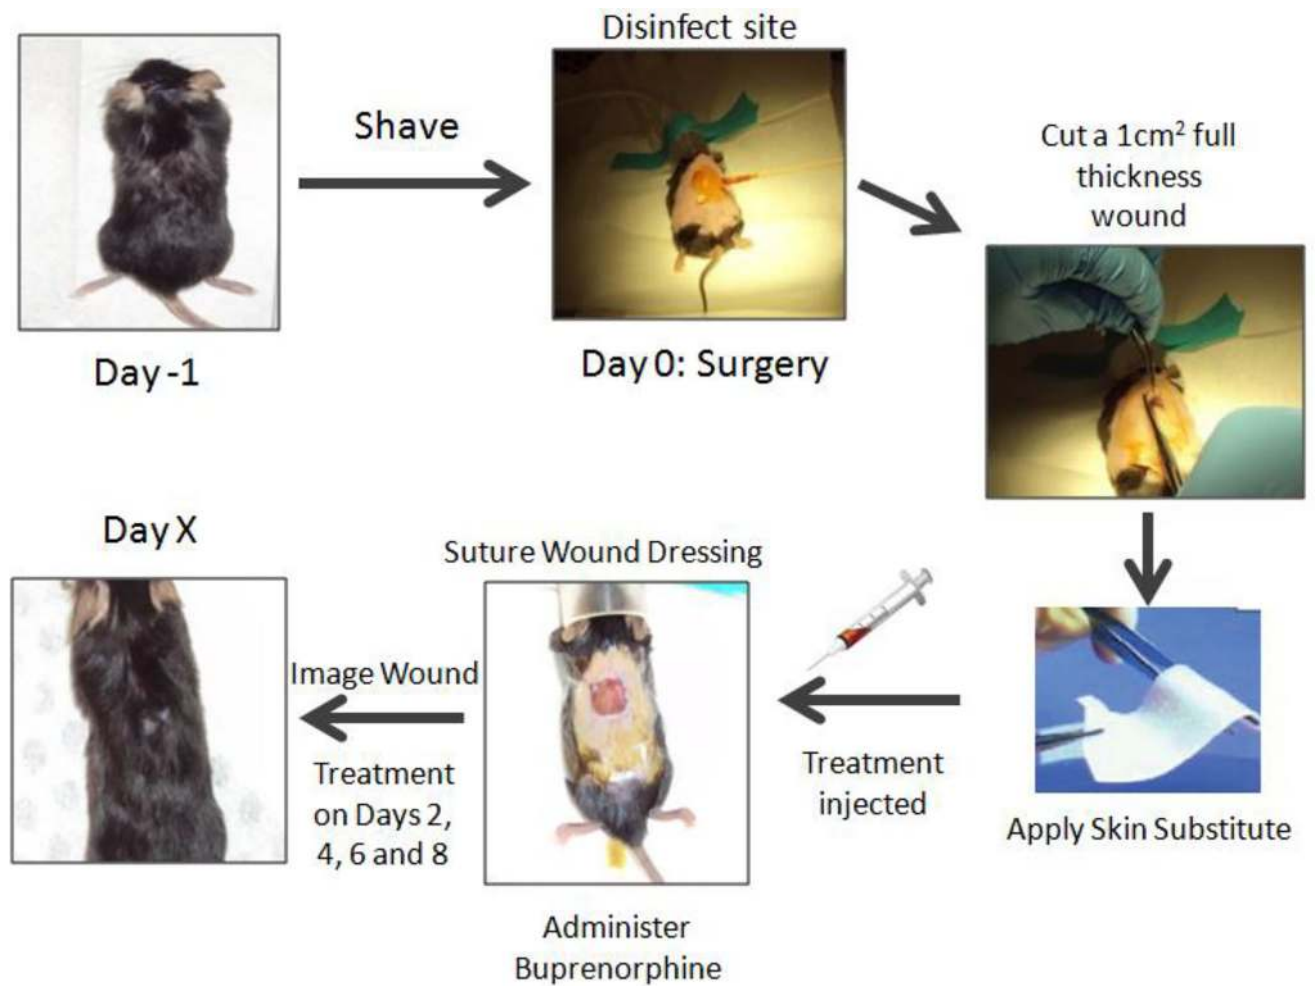 Disinfect site
Shave
Day -1
Day 0: Surgery
Cut a 1cm² full
thickness
wound
Apply Skin Substitute
Treatment
injected
Suture Wound Dressing
Administer
Buprenorphine
Image Wound
Treatment
on Days 2,
4, 6 and 8
Day X